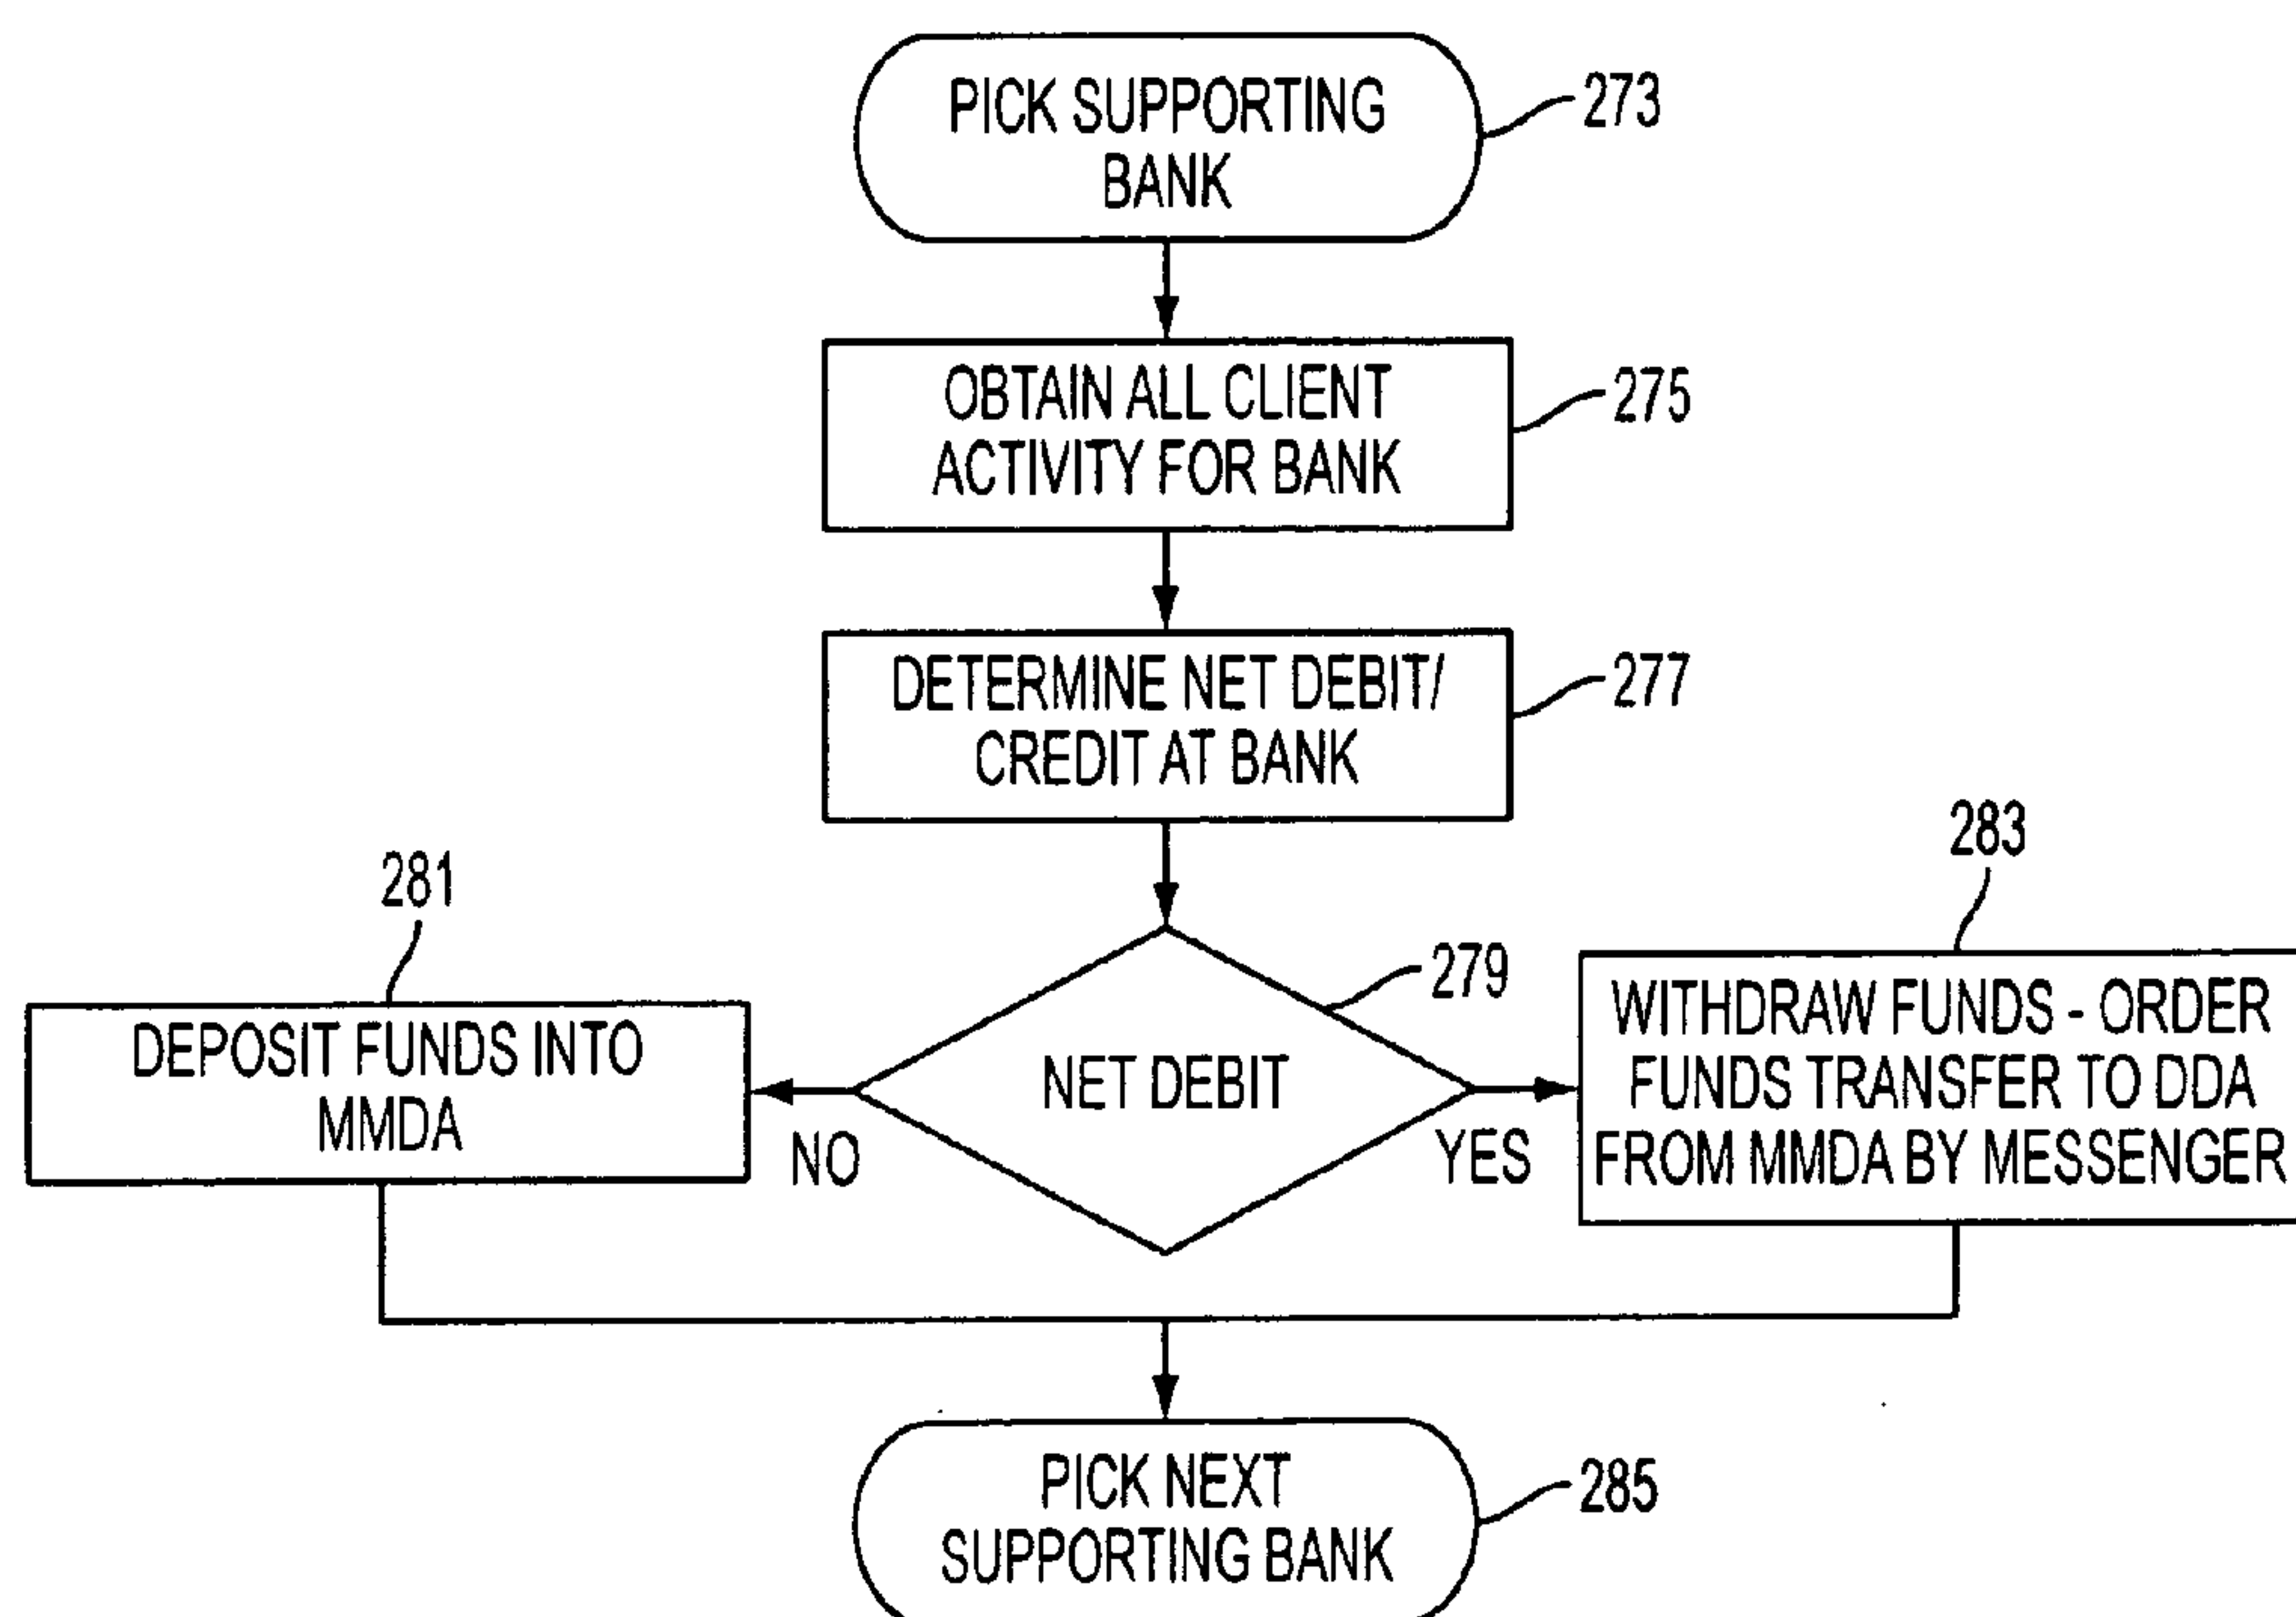 PICK SUPPORTING
BANK
273
OBTAIN ALL CLIENT
ACTIVITY FOR BANK
275
DETERMINE NET DEBIT/
CREDIT AT BANK
277
281
283
279
DEPOSIT FUNDS INTO
MMDA
NET DEBIT
NO
YES
WITHDRAW FUNDS - ORDER
FUNDS TRANSFER TO DDA
FROM MMDA BY MESSENGER
PICK NEXT
SUPPORTING BANK
285